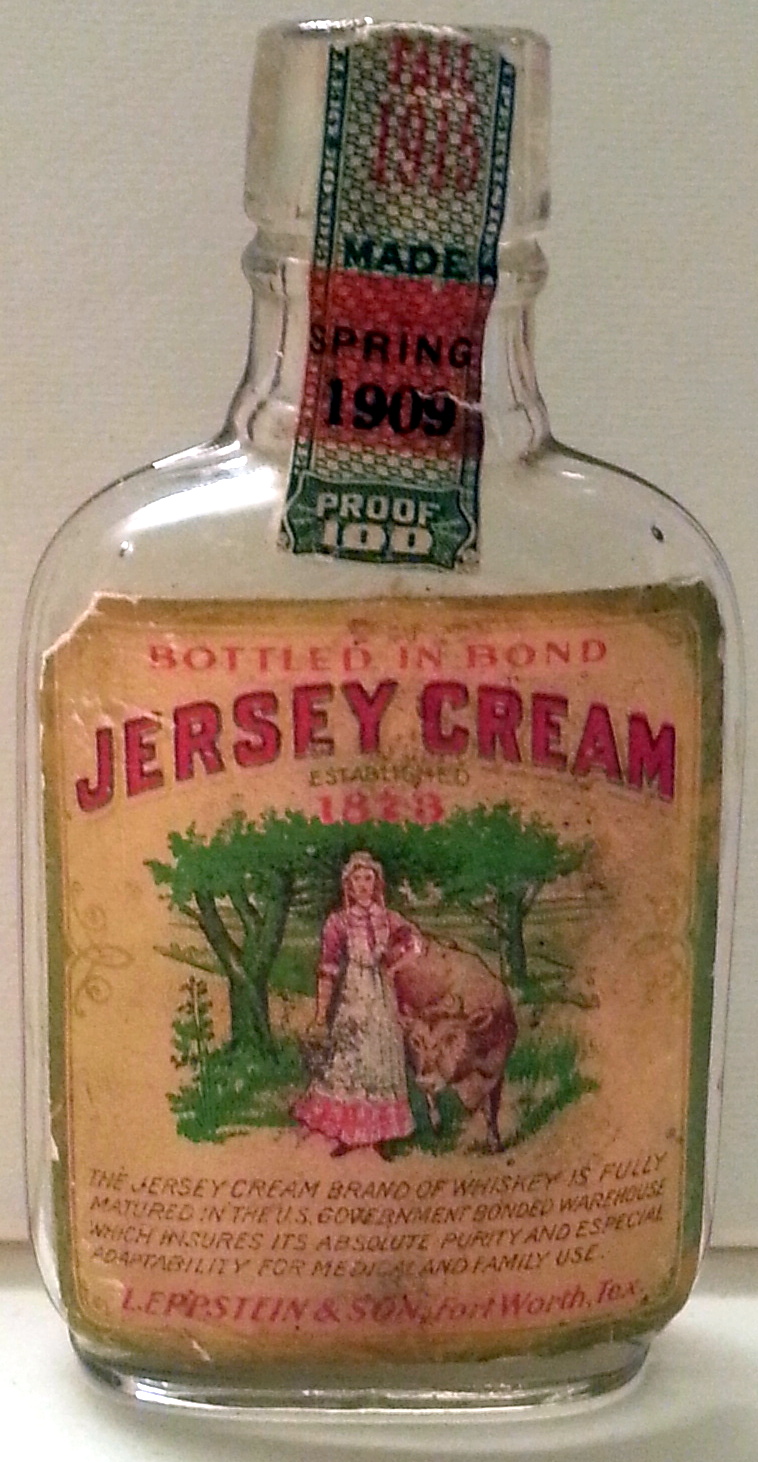 FALL
1915
MADE
SPRING
1909
PROOF
100
BOTTLED IN BOND
JERSEY CREAM
ESTABLISHED
THE JERSEY CREAM BRAND OF WHISKEY IS FULLY
MATURED IN THE U.S. GOVERNMENT BONDED WAREHOUSE
WHICH INSURES ITS ABSOLUTE PURITY AND ESPECIAL
ADAPTABILITY FOR MEDICAL AND FAMILY USE.
L. EPPSTEIN & SON, Fort Worth, Tex.